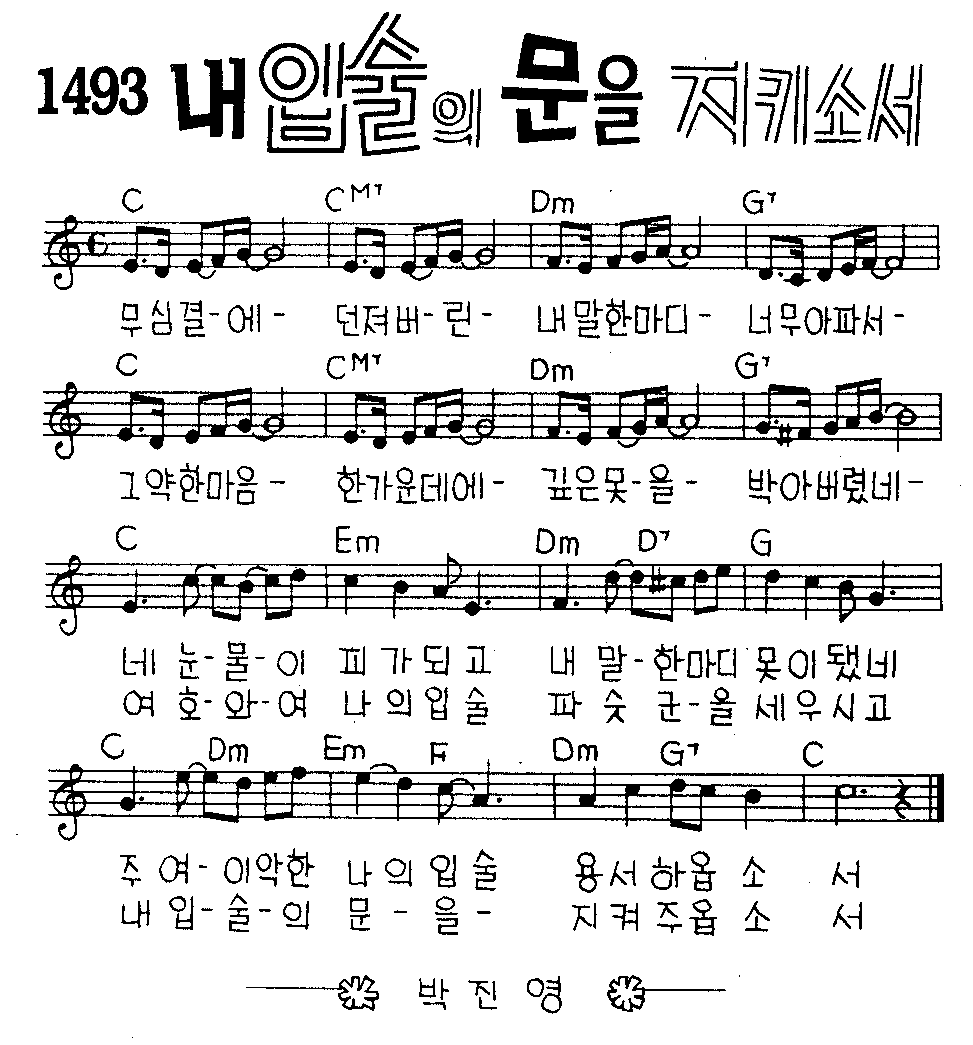 1493 내 입술의 문을 지키소서
C CM7 Dm G7
무심결-에- 던져버-린- 내말한마디- 너무아파서-
C CM7 Dm G7
그약한마음- 한가운데에- 깊은못-을- 박아버렸네-
C Em Dm D7 G
네 눈-물-이 피가되고 내 말-한마디 못이됐네
여 호-와-여 나의입술 파숫군-을 세우시고
C Dm Em F Dm G7 C
주여-이악한 나의입술 용서하옵소서
내입-술-의 문-을- 지켜주옵소서
박진영